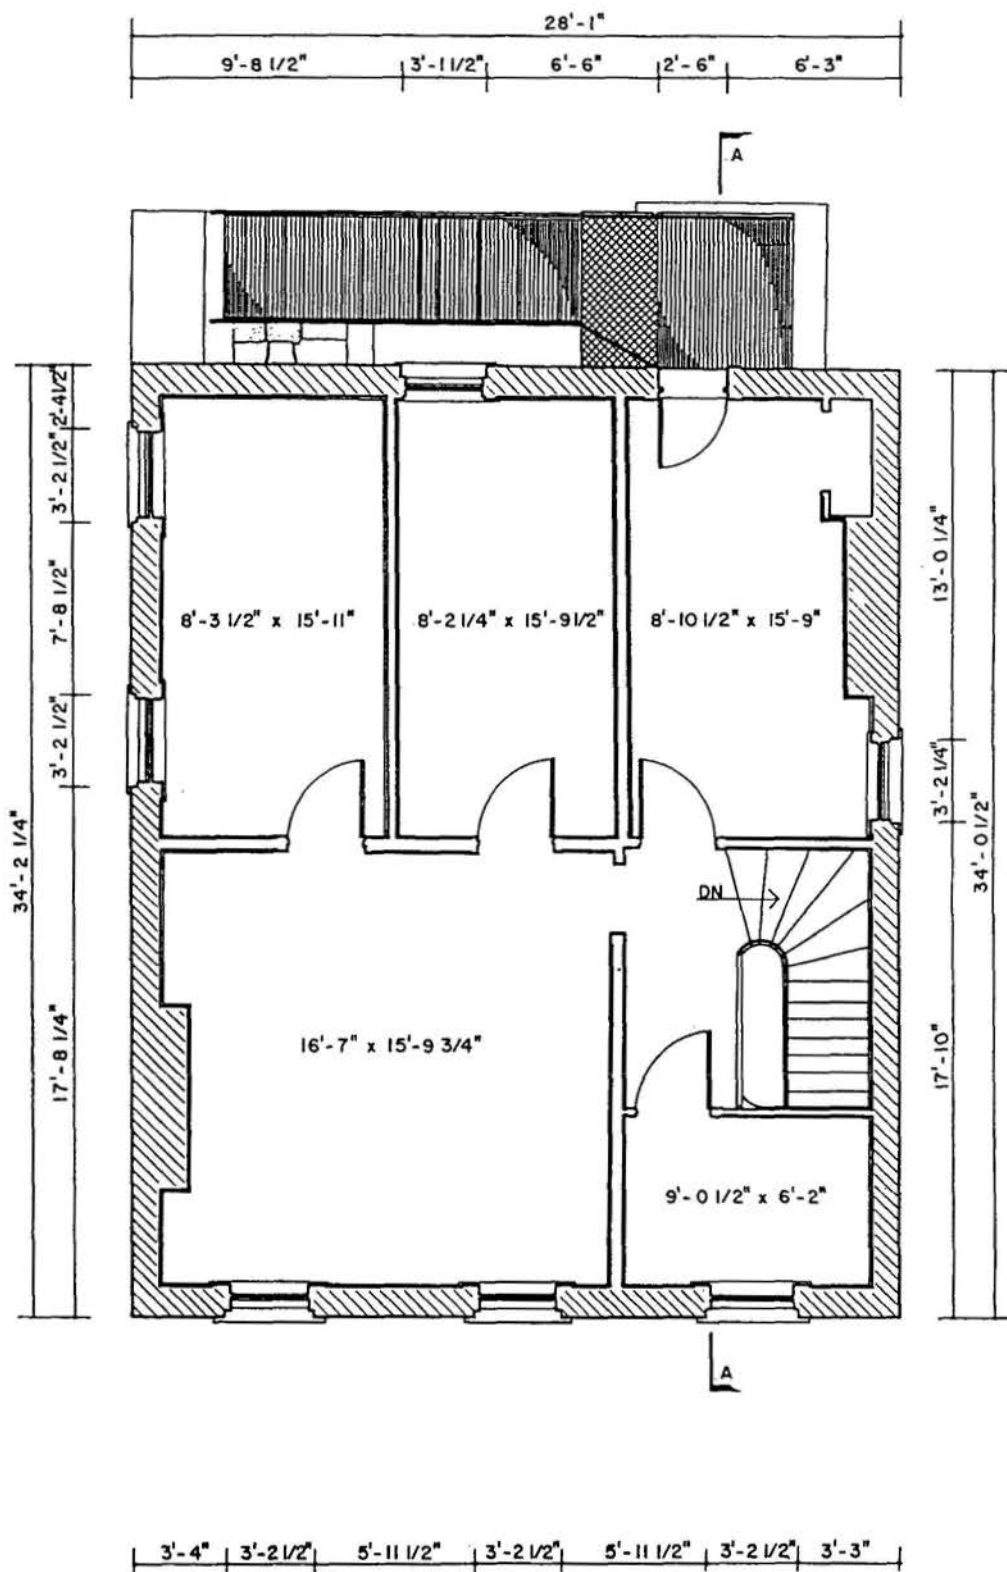 28'-1"
9'-8 1/2" 3'-1 1/2" 6'-6" 2'-6" 6'-3"
A
2'-4 1/2"
3'-2 1/2"
7'-8 1/2"
3'-2 1/2"
17'-8 1/4"
34'-2 1/4"
13'-0 1/4"
3'-2 1/4"
17'-10"
34'-0 1/2"
8'-3 1/2" x 15'-11" 8'-2 1/4" x 15'-9 1/2" 8'-10 1/2" x 15'-9"
DN
16'-7" x 15'-9 3/4"
9'-0 1/2" x 6'-2"
A
3'-4" 3'-2 1/2" 5'-11 1/2" 3'-2 1/2" 5'-11 1/2" 3'-2 1/2" 3'-3"